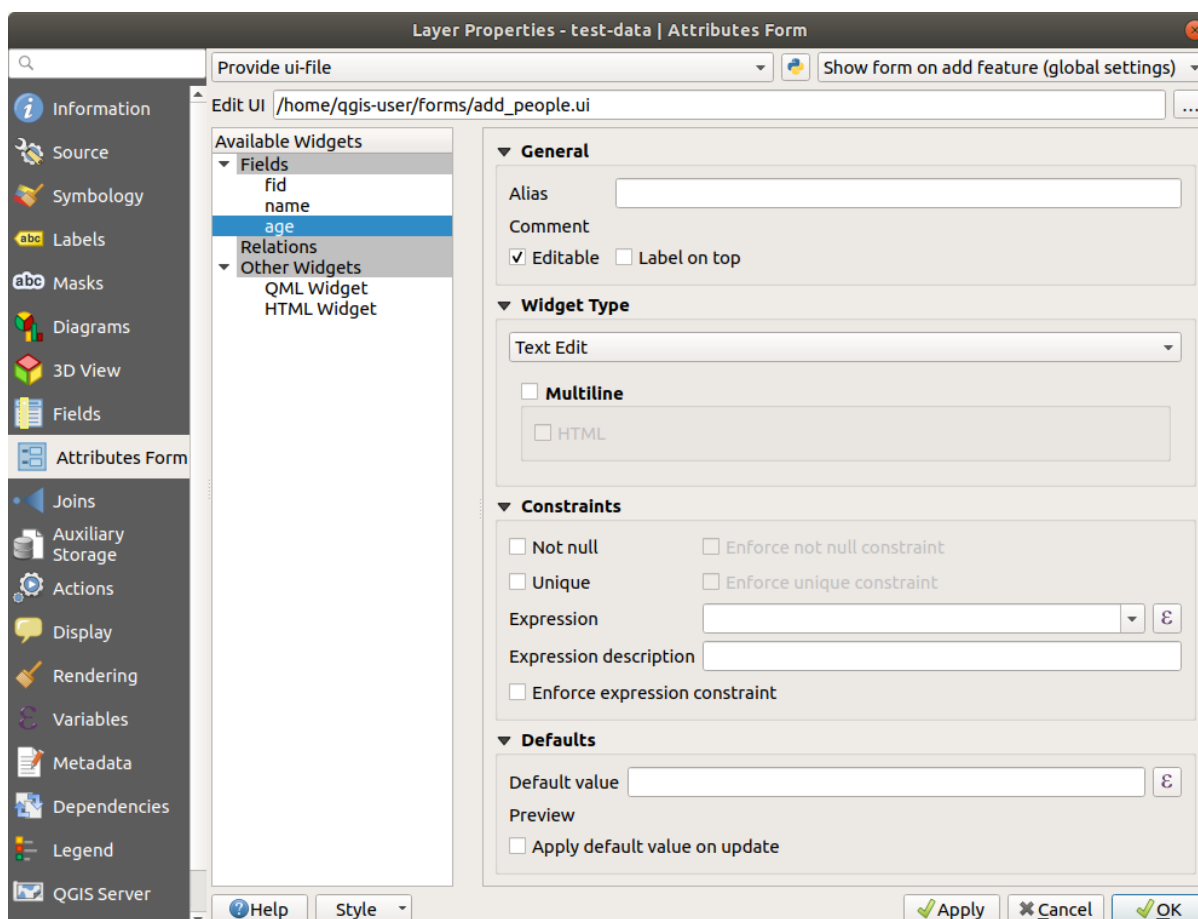 Layer Properties - test-data | Attributes Form
Provide ui-file
Show form on add feature (global settings)
Edit UI /home/qgis-user/forms/add_people.ui
...
Information
Source
Symbology
Labels
Masks
Diagrams
3D View
Fields
Attributes Form
Joins
Auxiliary
Storage
Actions
Display
Rendering
Variables
Metadata
Dependencies
Legend
QGIS Server
abc
abc
Available Widgets
Fields
fid
name
age
Relations
Other Widgets
QML Widget
HTML Widget
General
Alias
Comment
Editable Label on top
Widget Type
Text Edit
Multiline
HTML
Constraints
Not null Enforce not null constraint
Unique Enforce unique constraint
Expression ε
Expression description
Enforce expression constraint
Defaults
Default value ε
Preview
Apply default value on update
Help Style Apply Cancel OK